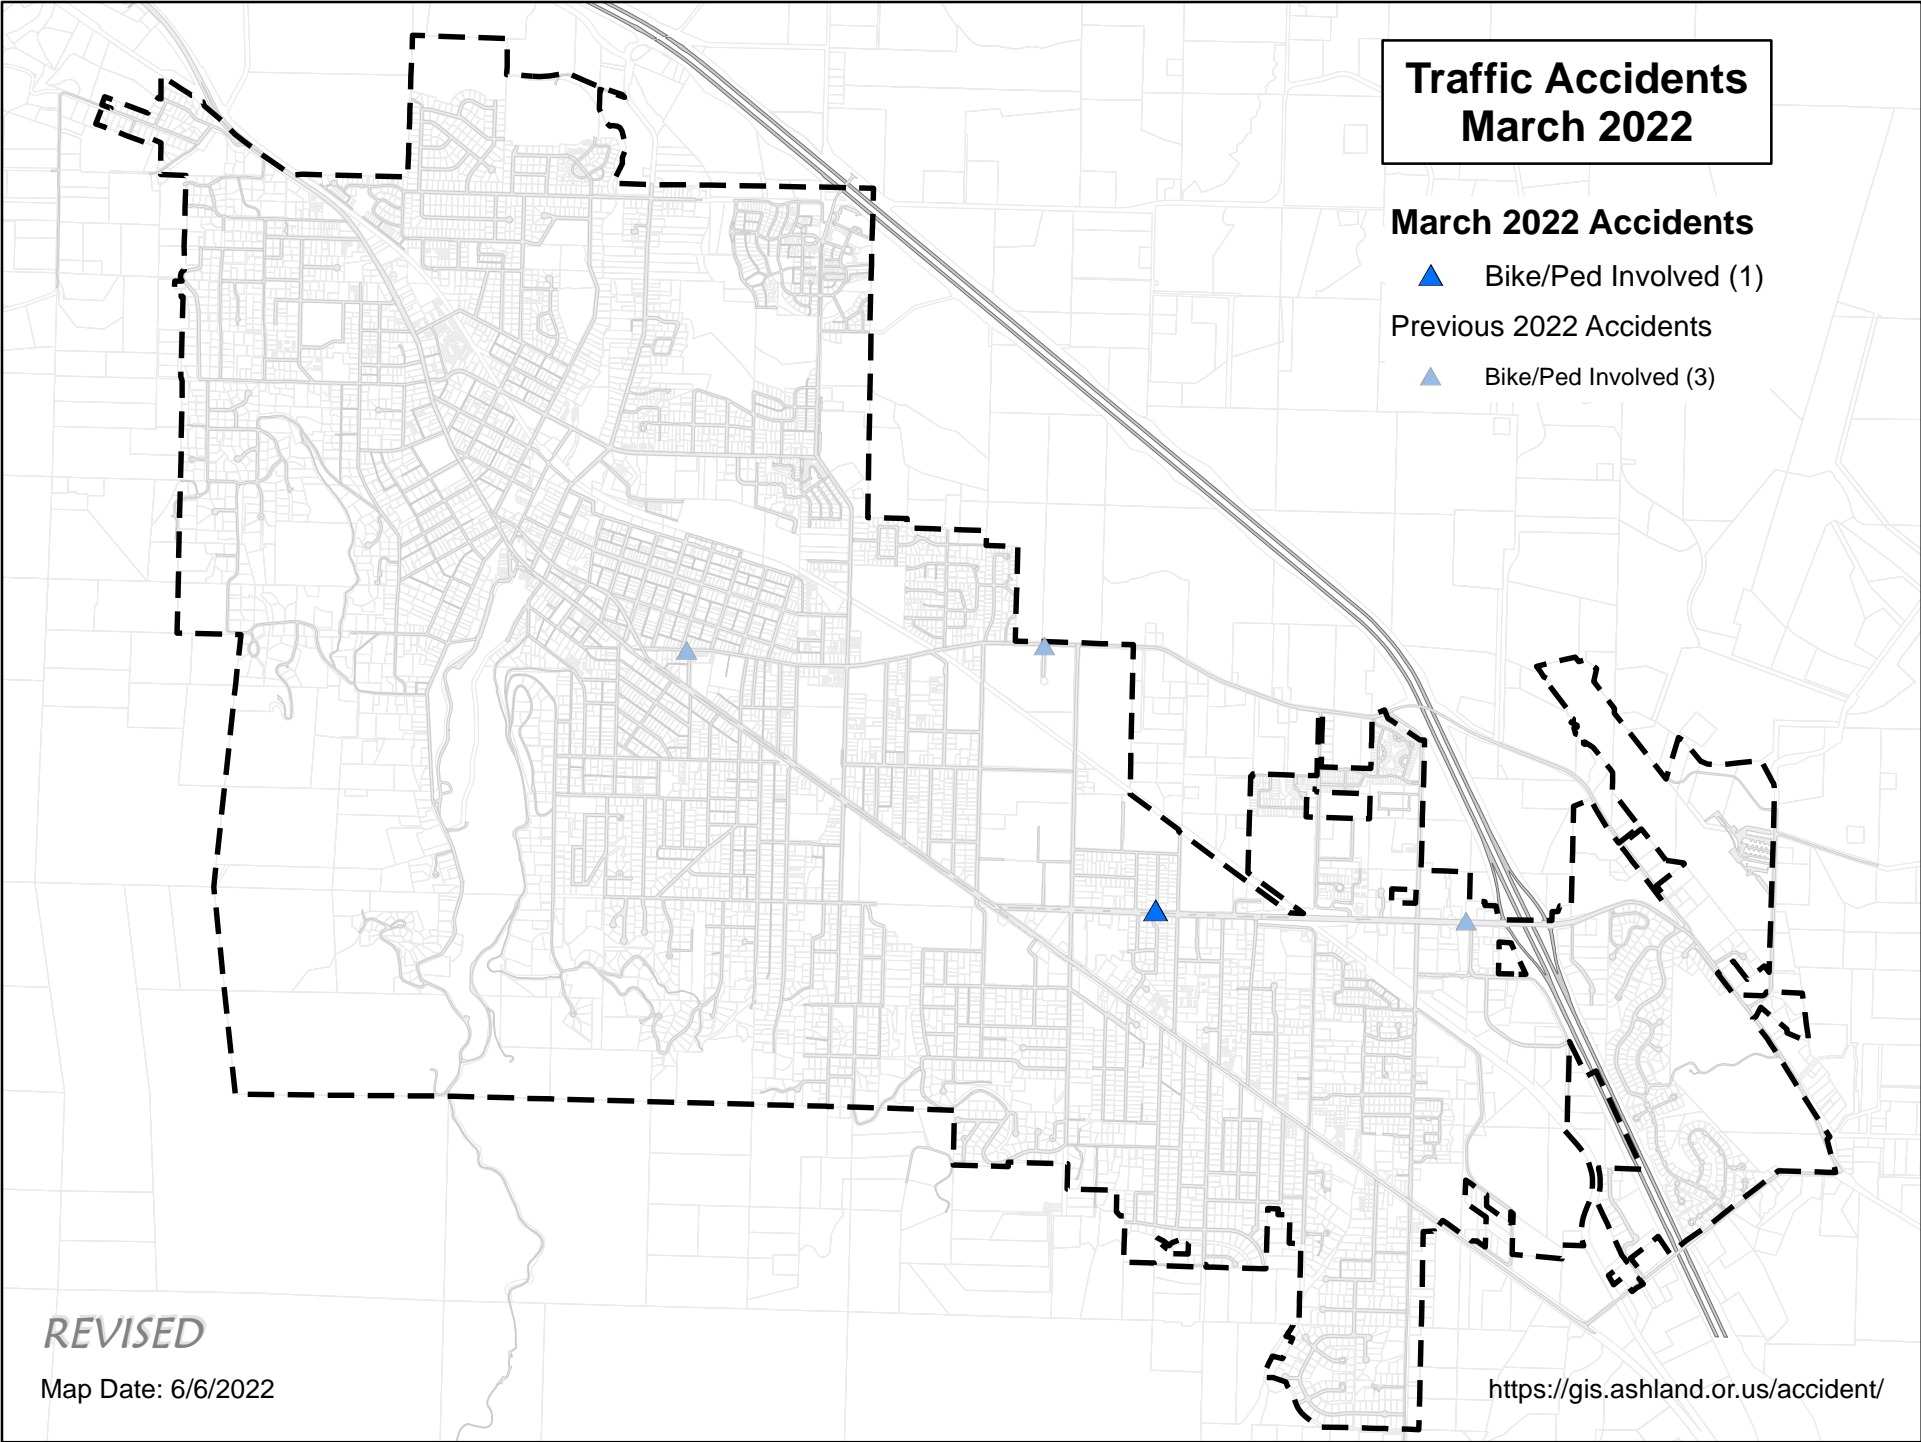 Traffic Accidents
March 2022
March 2022 Accidents
Bike/Ped Involved (1)
Previous 2022 Accidents
Bike/Ped Involved (3)
REVISED
Map Date: 6/6/2022
https://gis.ashland.or.us/accident/